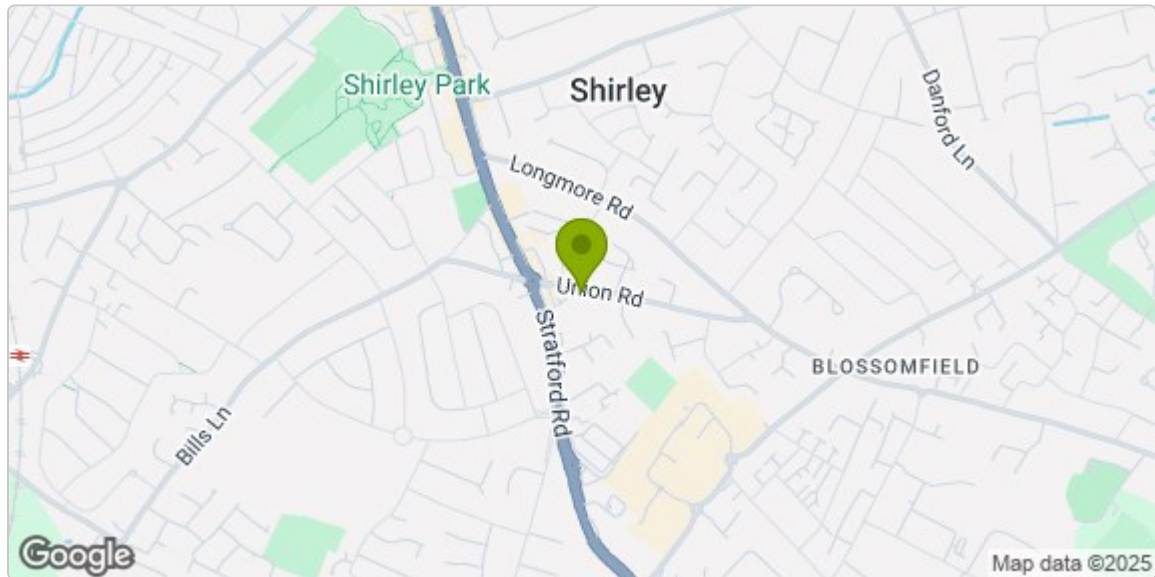 Shirley Park
Shirley
Danford Ln
Longmore Rd
Union Rd
Stratford Rd
BLOSSOMFIELD
Bills Ln
Google
Map data ©2025